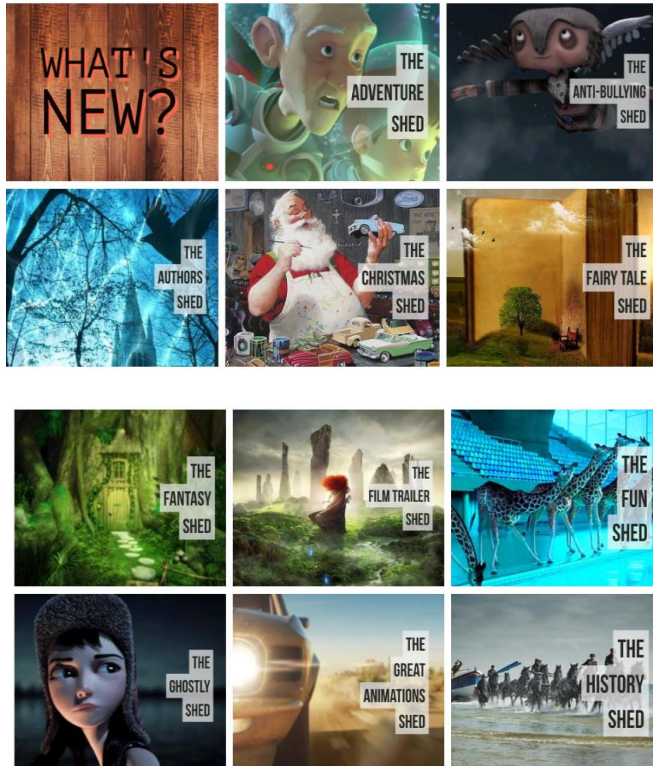 WHAT'S
NEW?
THE
ADVENTURE
SHED
THE
ANTI-BULLYING
SHED
THE
AUTHORS
SHED
THE
CHRISTMAS
SHED
THE
FAIRY TALE
SHED
THE
FANTASY
SHED
THE
FILM TRAILER
SHED
THE
FUN
SHED
THE
GHOSTLY
SHED
THE
GREAT
ANIMATIONS
SHED
THE
HISTORY
SHED